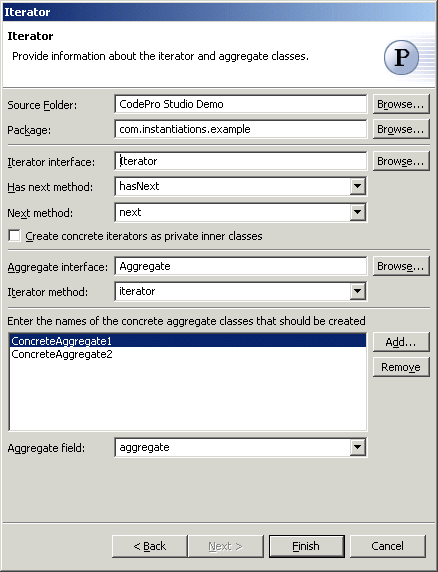 Iterator
Iterator
Provide information about the iterator and aggregate classes.
P
Source Folder: CodePro Studio Demo Browse...
Package: com.instantiations.example Browse...
Iterator interface: Iterator Browse...
Has next method: hasNext
Next method: next
Create concrete iterators as private inner classes
Aggregate interface: Aggregate Browse...
Iterator method: iterator
Enter the names of the concrete aggregate classes that should be created
ConcreteAggregate1 Add...
ConcreteAggregate2
Remove
Aggregate field: aggregate
< Back Next > Finish Cancel